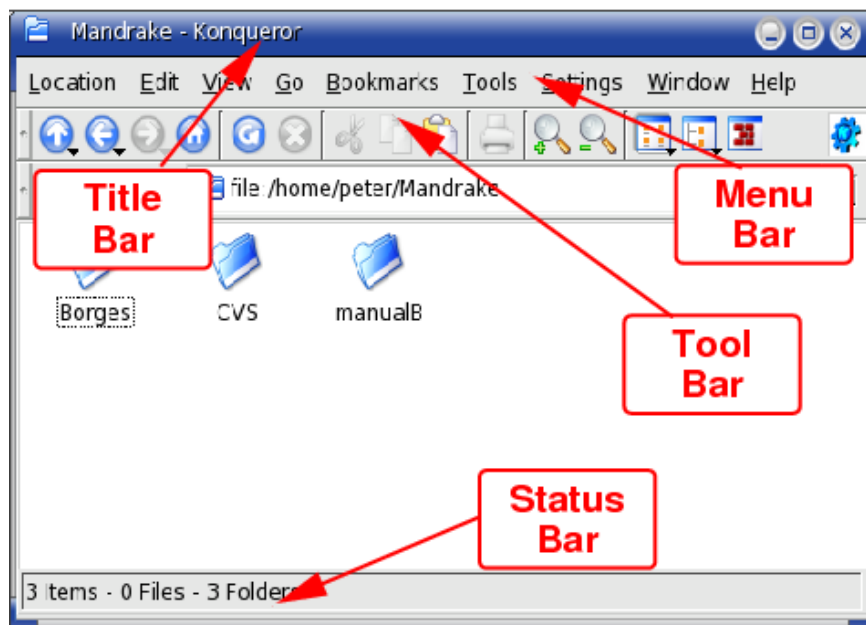 Mandrake - Konqueror
Location Edit View Go Bookmarks Tools Settings Window Help
Title
Bar
file:/home/peter/Mandrake
Menu
Bar
Borges CVS manualB
Tool
Bar
Status
Bar
3 Items - 0 Files - 3 Folders